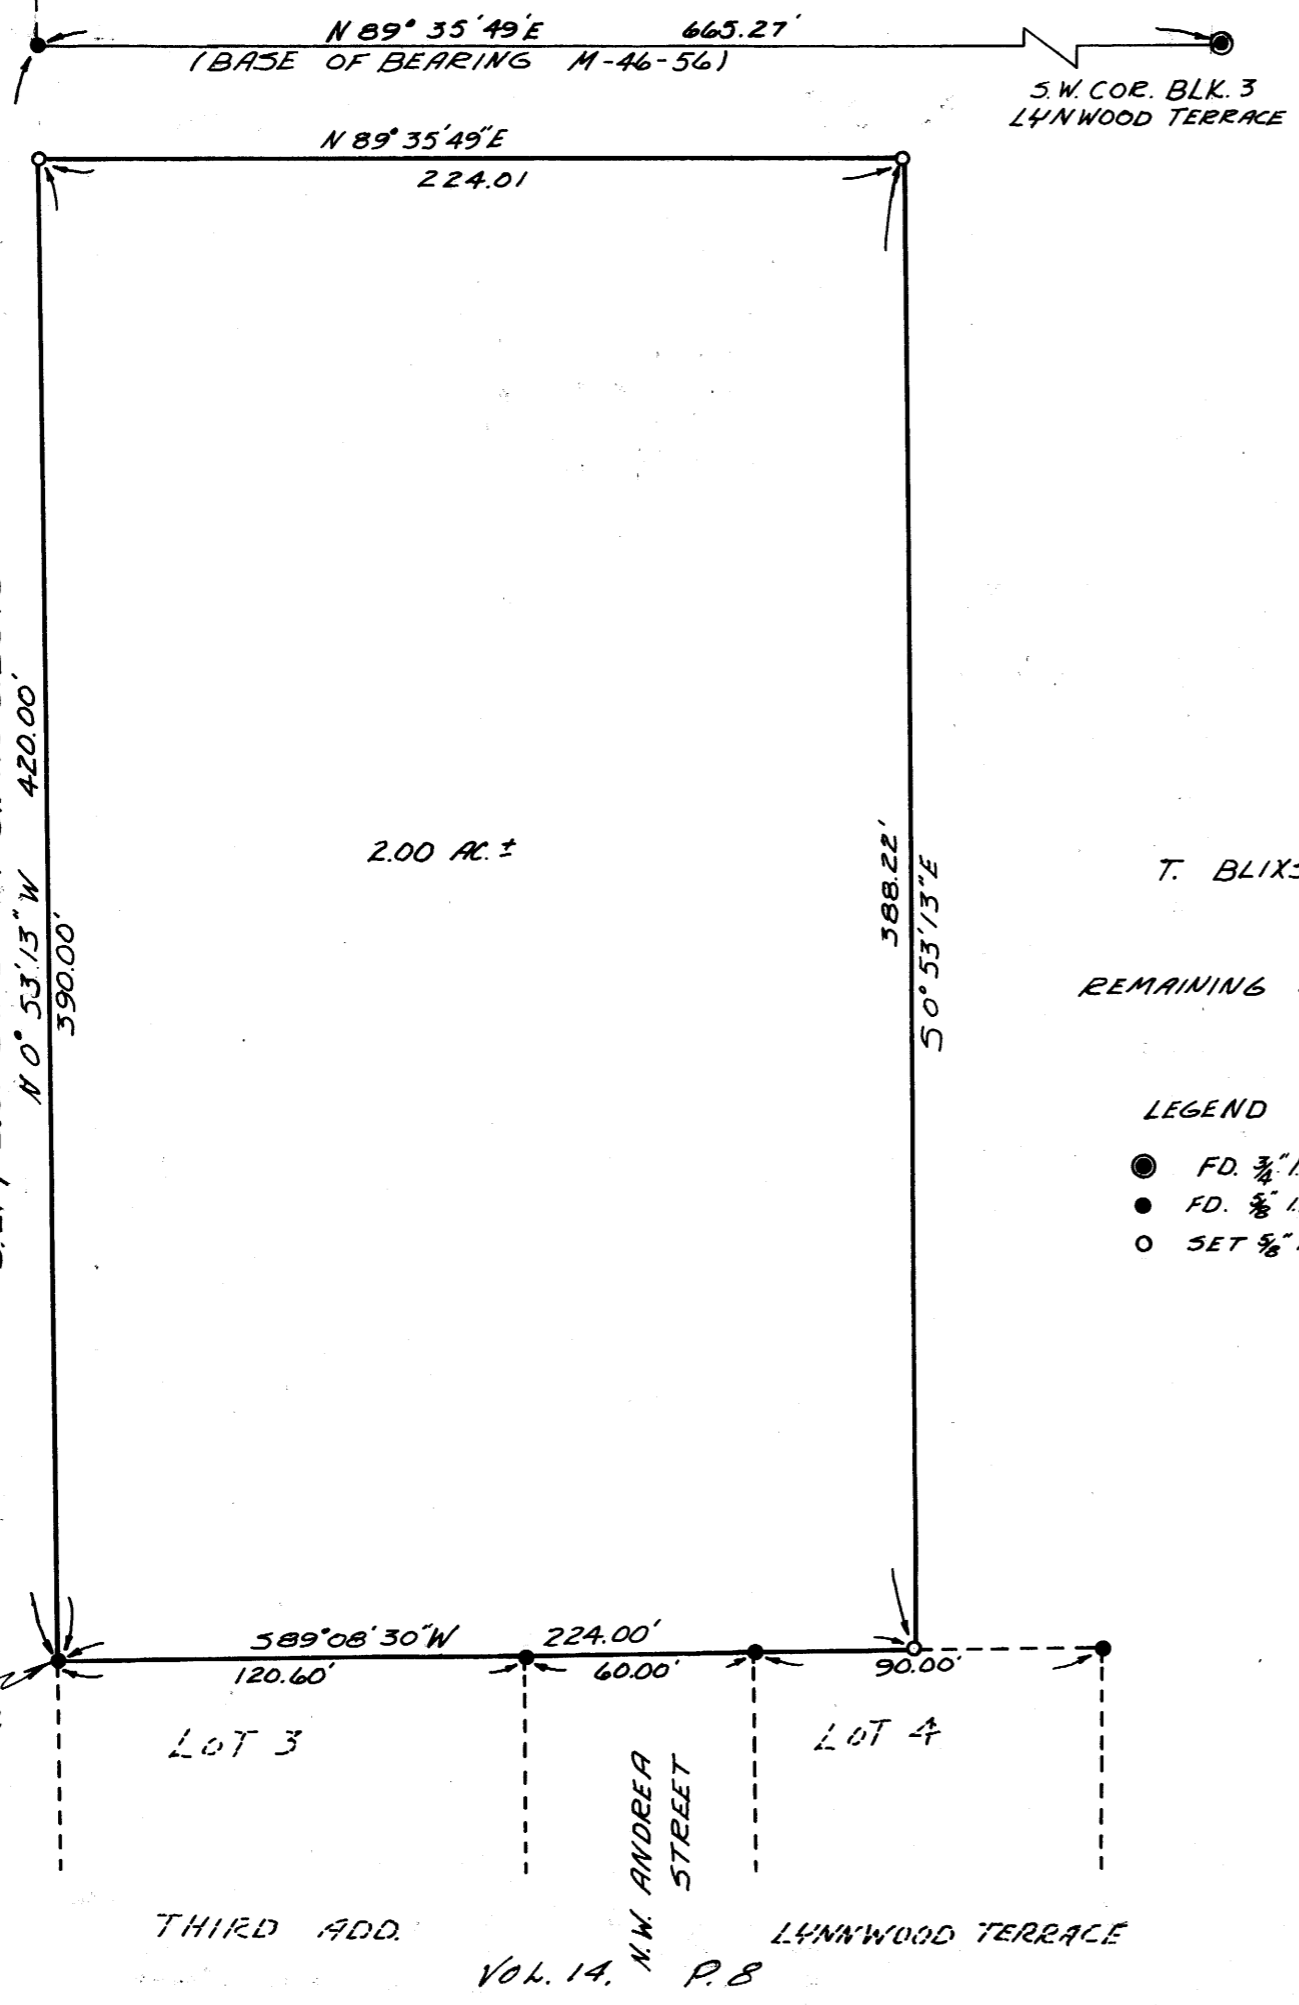 N 89° 35' 49' E 665.27'
(BASE OF BEARING M-46-56)
S.W. COR. BLK. 3
LYNWOOD TERRACE
N 89° 35' 49" E
224.01
N 0° 53' 13" W 420.00'
390.00'
2.00 AC. ±
388.22'
S 0° 53' 13" E
T. BLIXS
REMAINING
LEGEND
FD. 3/4" I.
FD. 5/8" I.
SET 5/8"
S89°08'30"W 224.00'
120.60' 60.00' 90.00'
LOT 3
LOT 4
N.W. ANDREA
STREET
THIRD ADD.
LYNNWOOD TERRACE
VOL. 14. P. 8